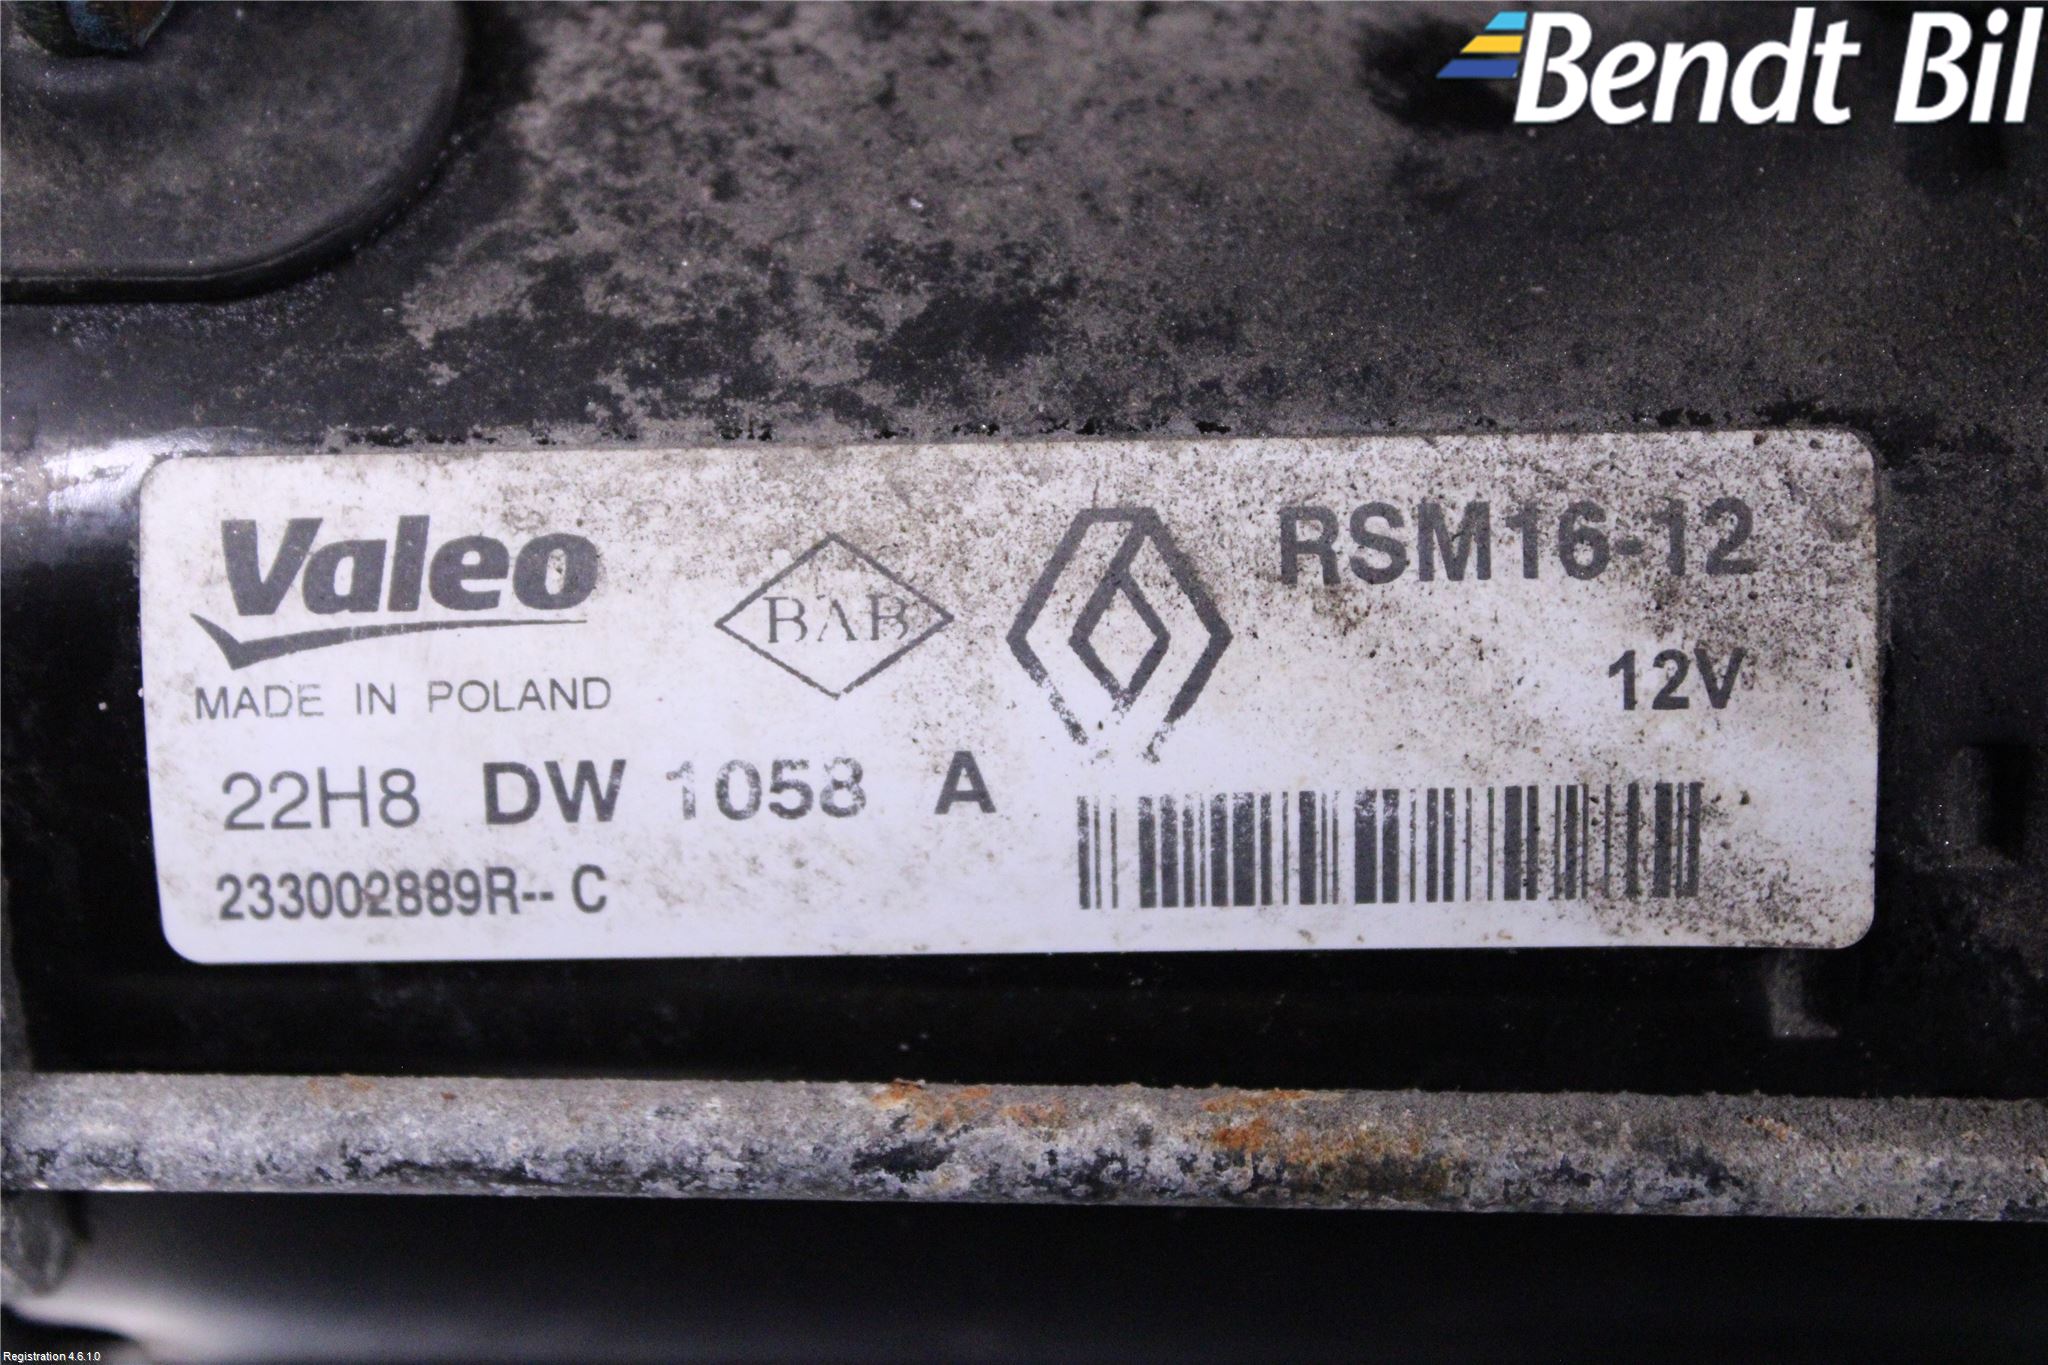 Bendt Bil
Valeo
MADE IN POLAND
BAB
RSM16-12
12V
22H8 DW 1058 A
233002889R-- C
Registration 4.6.1.0